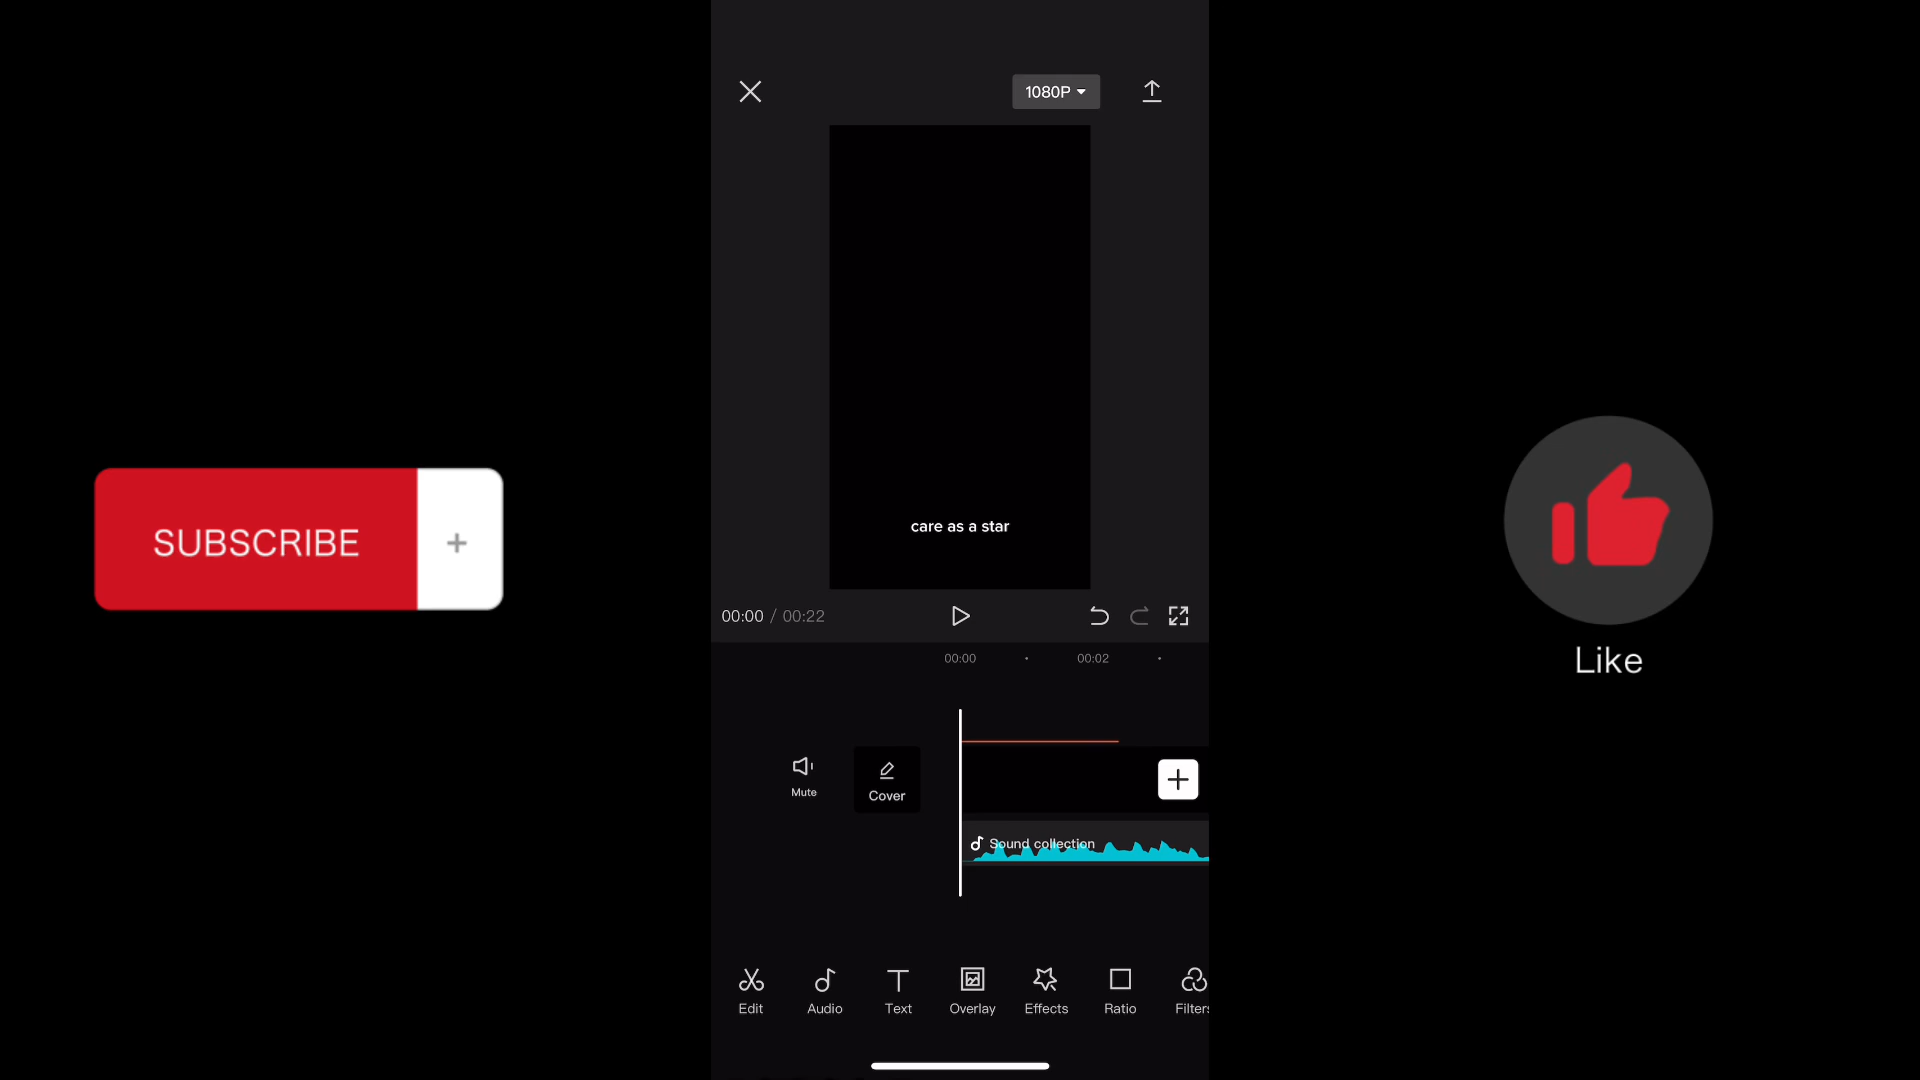 1080P
care as a star
SUBSCRIBE +
Like
00:00 / 00:22
00:00
00:02
Mute
Cover
Sound collection
Edit
Audio
Text
Overlay
Effects
Ratio
Filters